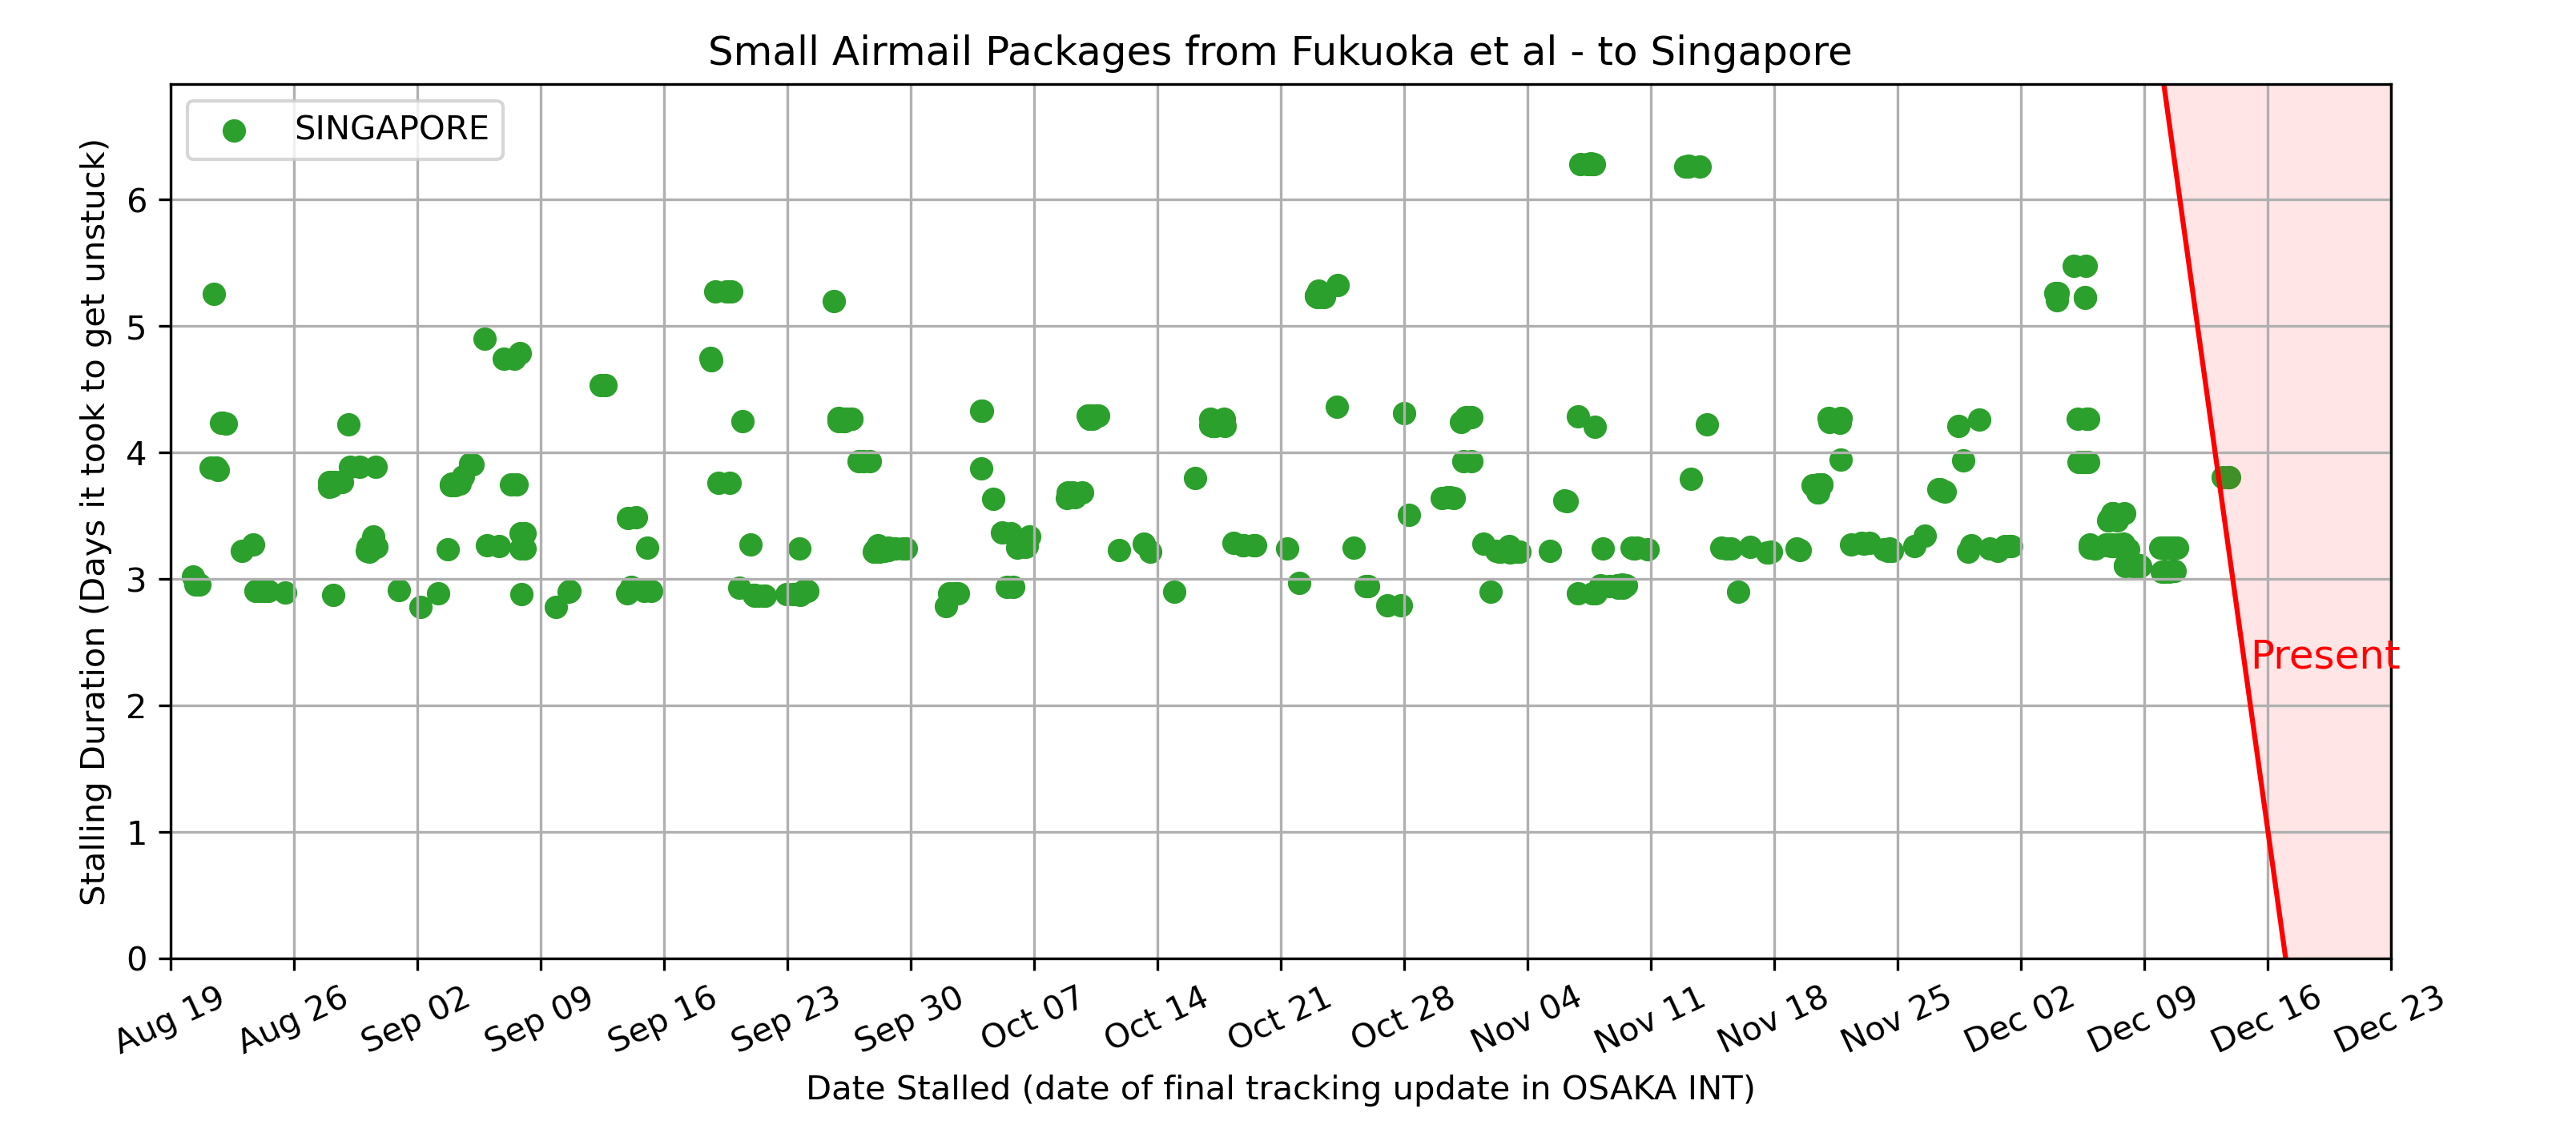 Small Airmail Packages from Fukuoka et al - to Singapore
SINGAPORE
Stalling Duration (Days it took to get unstuck)
6
5
4
3
2
1
0
Present
Aug 19
Aug 26
Sep 02
Sep 09
Sep 16
Sep 23
Sep 30
Oct 07
Oct 14
Oct 21
Oct 28
Nov 04
Nov 11
Nov 18
Nov 25
Dec 02
Dec 09
Dec 16
Dec 23
Date Stalled (date of final tracking update in OSAKA INT)